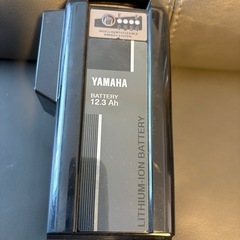 YAMAHA
BATTERY
12.3 Ah
LITHIUM-ION BATTERY